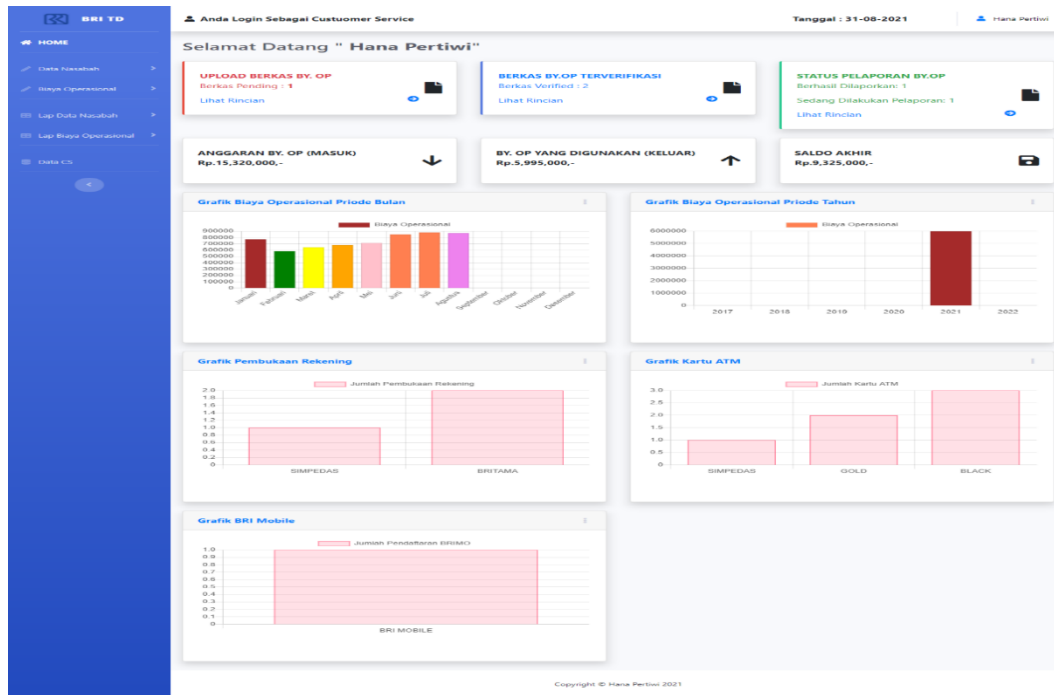 BRI TD
Anda Login Sebagai Custuomer Service
Tanggal : 31-08-2021
Hana Pertiwi
HOME
Data Nasabah >
Biaya Operasional >
Lap Data Nasabah >
Lap Biaya Operasional >
Data CS
<
Selamat Datang " Hana Pertiwi"
UPLOAD BERKAS BY. OP
Berkas Pending : 1
Lihat Rincian
BERKAS BY.OP TERVERIFIKASI
Berkas Verified : 2
Lihat Rincian
STATUS PELAPORAN BY.OP
Berhasil Dilaporkan: 1
Sedang Dilakukan Pelaporan: 1
Lihat Rincian
ANGGARAN BY. OP (MASUK)
Rp.15,320,000,-
BY. OP YANG DIGUNAKAN (KELUAR)
Rp.5,995,000,-
SALDO AKHIR
Rp.9,325,000,-
Grafik Biaya Operasional Priode Bulan
Biaya Operasional
900000
800000
700000
600000
500000
400000
300000
200000
100000
0
Januari Februari Maret April Mei Juni Juli Agustus September Oktober November Desember
Grafik Biaya Operasional Priode Tahun
Biaya Operasional
6000000
5000000
4000000
3000000
2000000
1000000
0
2017 2018 2019 2020 2021 2022
Grafik Pembukaan Rekening
Jumlah Pembukaan Rekening
2.0
1.8
1.6
1.4
1.2
1.0
0.8
0.6
0.4
0.2
0
SIMPEDAS BRITAMA
Grafik Kartu ATM
Jumlah Kartu ATM
3.0
2.5
2.0
1.5
1.0
0.5
0
SIMPEDAS GOLD BLACK
Grafik BRI Mobile
Jumlah Pendaftaran BRIMO
1.0
0.9
0.8
0.7
0.6
0.5
0.4
0.3
0.2
0.1
0
BRI MOBILE
Copyright © Hana Pertiwi 2021